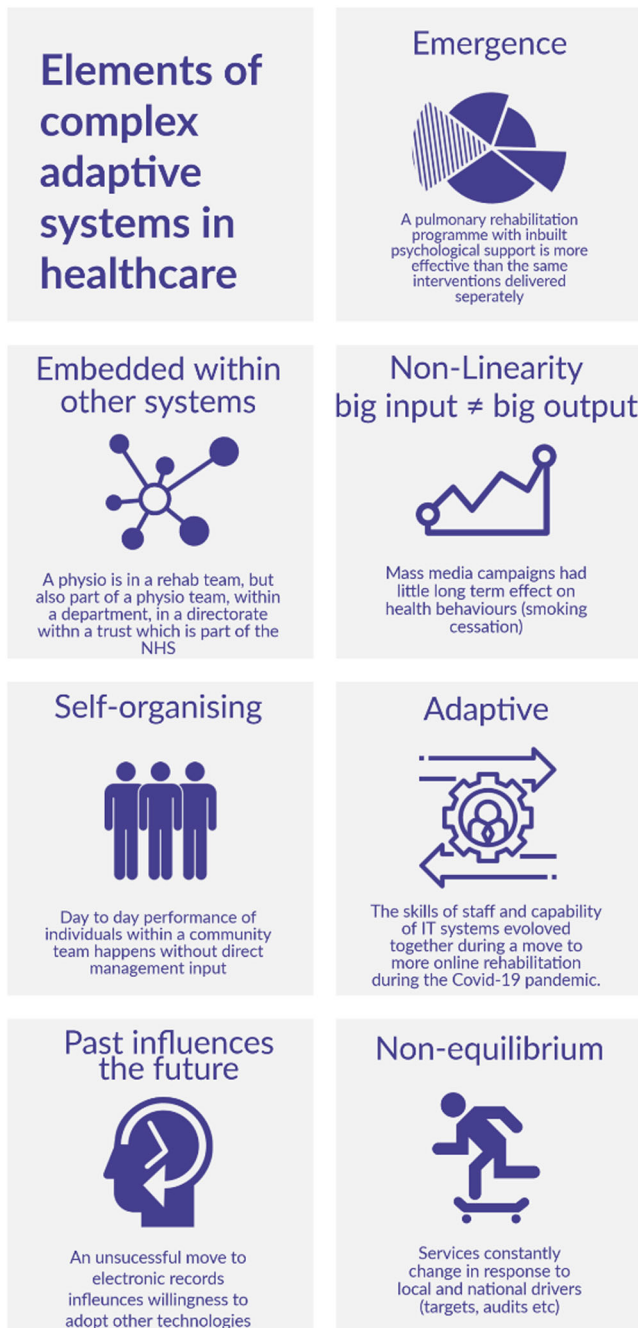 Elements of
complex
adaptive
systems in
healthcare
Emergence
A pulmonary rehabilitation
programme with inbuilt
psychological support is more
effective than the same
interventions delivered
seperately
Embedded within
other systems
A physio is in a rehab team, but
also part of a physio team, within
a department, in a directorate
withn a trust which is part of the
NHS
Non-Linearity
big input ≠ big output
Mass media campaigns had
little long term effect on
health behaviours (smoking
cessation)
Self-organising
Day to day performance of
individuals within a community
team happens without direct
management input
Adaptive
The skills of staff and capability
of IT systems evoloved
together during a move to
more online rehabilitation
during the Covid-19 pandemic.
Past influences
the future
An unsucessful move to
electronic records
infleunces willingness to
adopt other technologies
Non-equilibrium
Services constantly
change in response to
local and national drivers
(targets, audits etc)